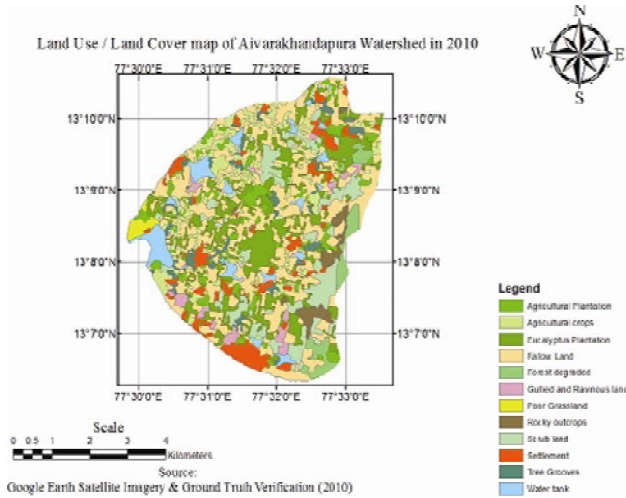 N
W E
S
Land Use / Land Cover map of Aivarakhandapura Watershed in 2010
77°30'0"E 77°31'0"E 77°32'0"E 77°33'0"E
13°10'0"N 13°10'0"N
13°9'0"N 13°9'0"N
13°8'0"N 13°8'0"N
13°7'0"N 13°7'0"N
77°30'0"E 77°31'0"E 77°32'0"E 77°33'0"E
Legend
Agricultural Plantation
Agricultural crops
Eucalyptus Plantation
Fallow Land
Forest degraded
Gullied and Ravinous land
Poor Grassland
Rocky outcrops
Scrub land
Settlement
Tree Grooves
Water tank
Scale
0 0.5 1 2 3 4
Kilometers
Source:
Google Earth Satellite Imagery & Ground Truth Verification (2010)